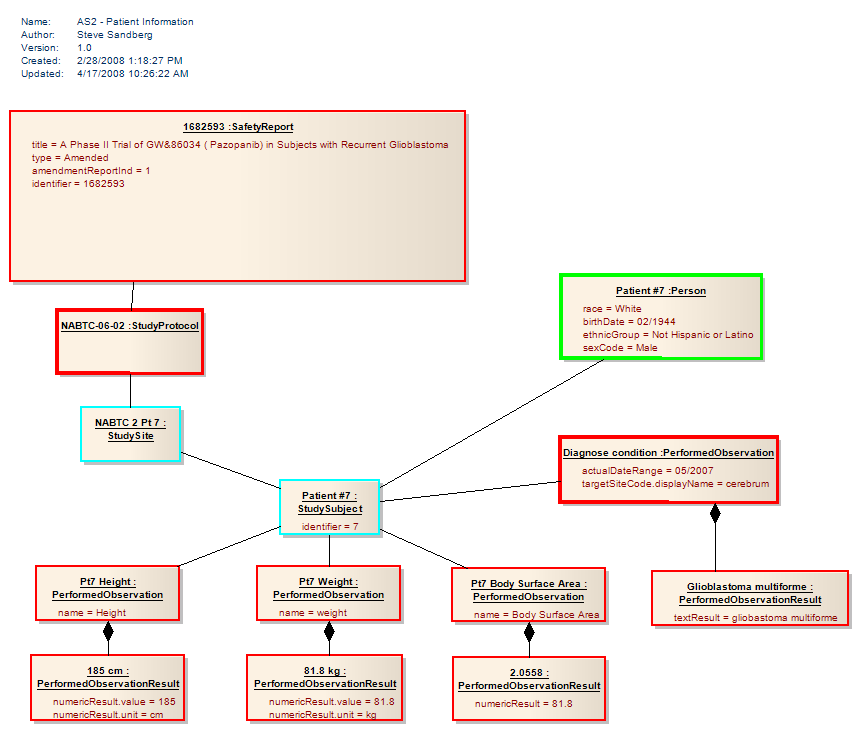 Name: AS2 - Patient Information
Author: Steve Sandberg
Version: 1.0
Created: 2/28/2008 1:18:27 PM
Updated: 4/17/2008 10:26:22 AM
1682593 :SafetyReport
title = A Phase II Trial of GW&86034 ( Pazopanib) in Subjects with Recurrent Glioblastoma
type = Amended
amendmentReportInd = 1
identifier = 1682593
Patient #7 :Person
race = White
birthDate = 02/1944
ethnicGroup = Not Hispanic or Latino
sexCode = Male
NABTC-06-02 :StudyProtocol
NABTC 2 Pt 7 :
StudySite
Diagnose condition :PerformedObservation
actualDateRange = 05/2007
targetSiteCode.displayName = cerebrum
Patient #7 :
StudySubject
identifier = 7
Pt7 Height :
PerformedObservation
name = Height
Pt7 Weight :
PerformedObservation
name = weight
Pt7 Body Surface Area :
PerformedObservation
name = Body Surface Area
Glioblastoma multiforme :
PerformedObservationResult
textResult = gliobastoma multiforme
185 cm :
PerformedObservationResult
numericResult.value = 185
numericResult.unit = cm
81.8 kg :
PerformedObservationResult
numericResult.value = 81.8
numericResult.unit = kg
2.0558 :
PerformedObservationResult
numericResult = 81.8